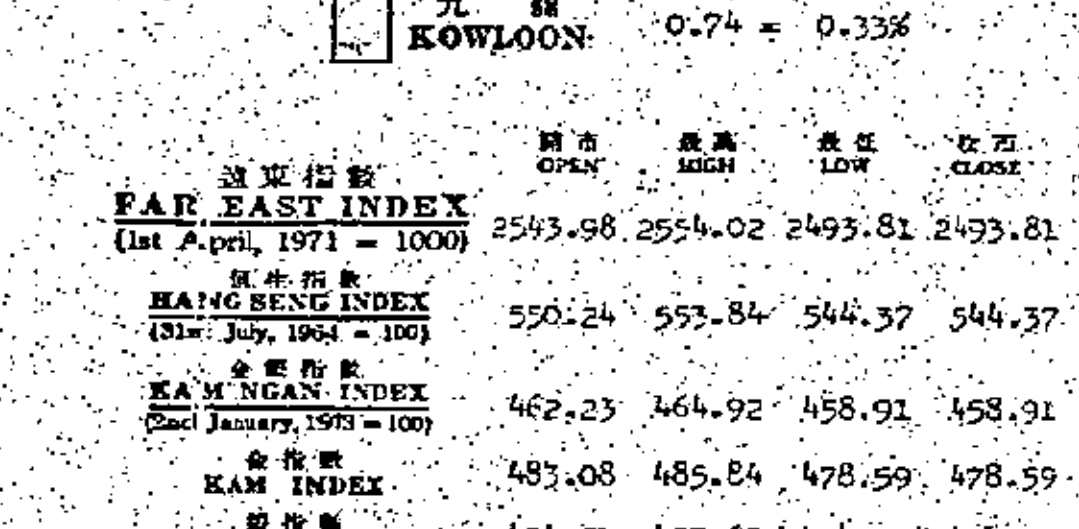 九
KOWLOON 0.74 = 0.33%
開市 最高 最低 收市
OPEN HIGH LOW CLOSE
遠東指數
FAR EAST INDEX 2543.98 2554.02 2493.81 2493.81
(1st April, 1971 = 1000)
恒生指數
HANG SENG INDEX 550.24 553.84 544.37 544.37
(31st July, 1964 = 100)
金銀指數
KAM NGAN INDEX 462.23 464.92 458.91 458.91
(2nd January, 1973 = 100)
金指數
KAM INDEX 483.08 485.84 478.59 478.59
指數